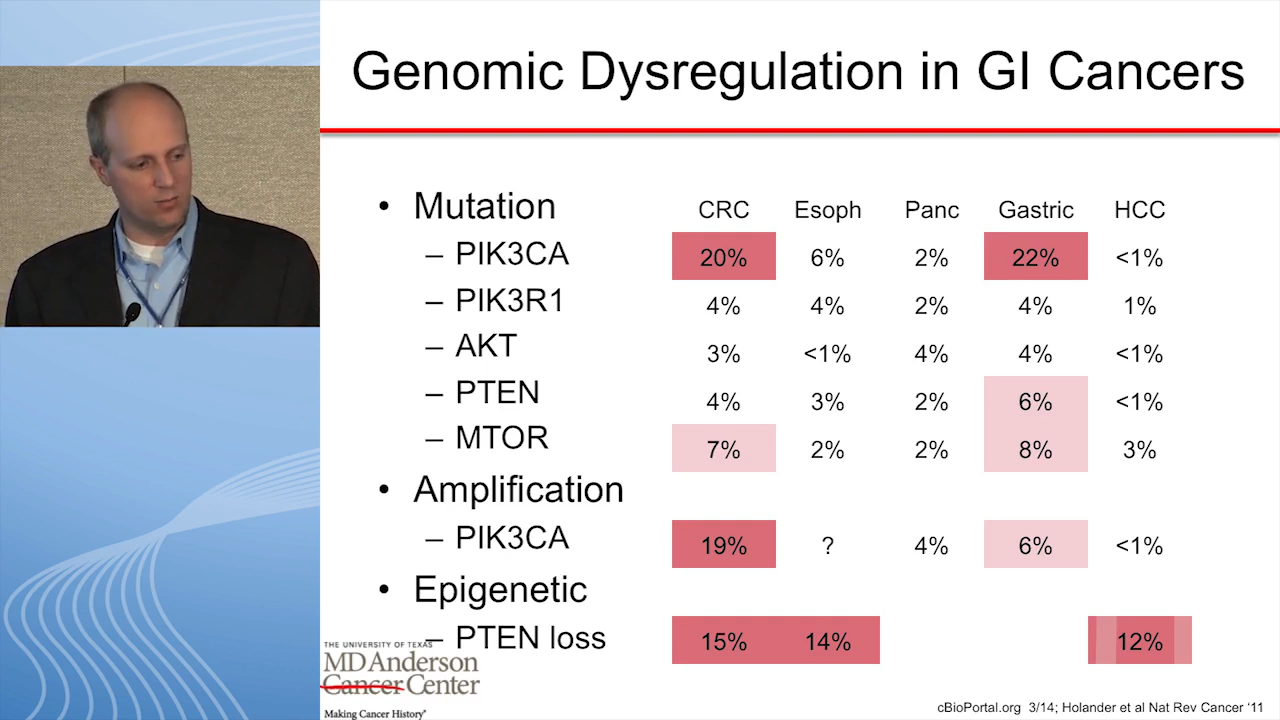 Genomic Dysregulation in GI Cancers
• Mutation CRC Esoph Panc Gastric HCC
– PIK3CA 20% 6% 2% 22% <1%
– PIK3R1 4% 4% 2% 4% 1%
– AKT 3% <1% 4% 4% <1%
– PTEN 4% 3% 2% 6% <1%
– MTOR 7% 2% 2% 8% 3%
• Amplification
– PIK3CA 19% ? 4% 6% <1%
• Epigenetic
– PTEN loss 15% 14% 12%
THE UNIVERSITY OF TEXAS
MD Anderson
Cancer Center
Making Cancer History®
cBioPortal.org 3/14; Holander et al Nat Rev Cancer ‘11